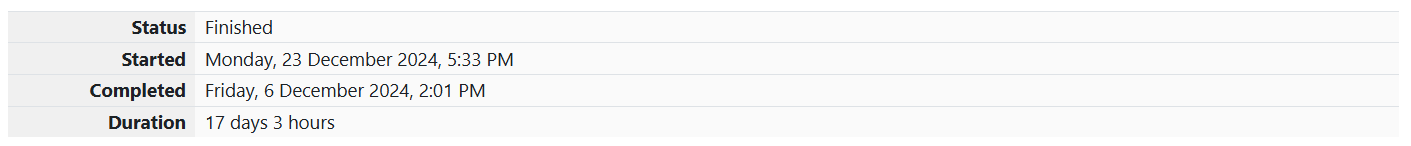 Status Finished
Started Monday, 23 December 2024, 5:33 PM
Completed Friday, 6 December 2024, 2:01 PM
Duration 17 days 3 hours